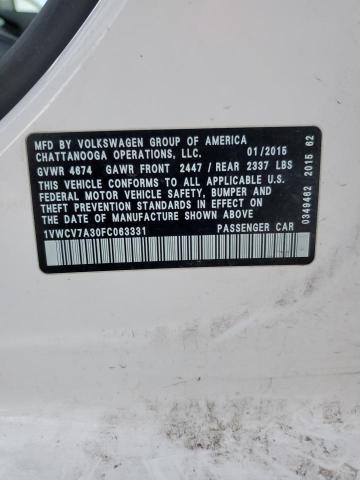 MFD BY VOLKSWAGEN GROUP OF AMERICA
CHATTANOOGA OPERATIONS, LLC. 01/2015
GVWR 4674 GAWR FRONT 2447 / REAR 2337 LBS
THIS VEHICLE CONFORMS TO ALL APPLICABLE U.S.
FEDERAL MOTOR VEHICLE SAFETY, BUMPER AND
THEFT PREVENTION STANDARDS IN EFFECT ON
THE DATE OF MANUFACTURE SHOWN ABOVE.
1VWCV7A30FC063331 PASSENGER CAR
0349462 2015 62